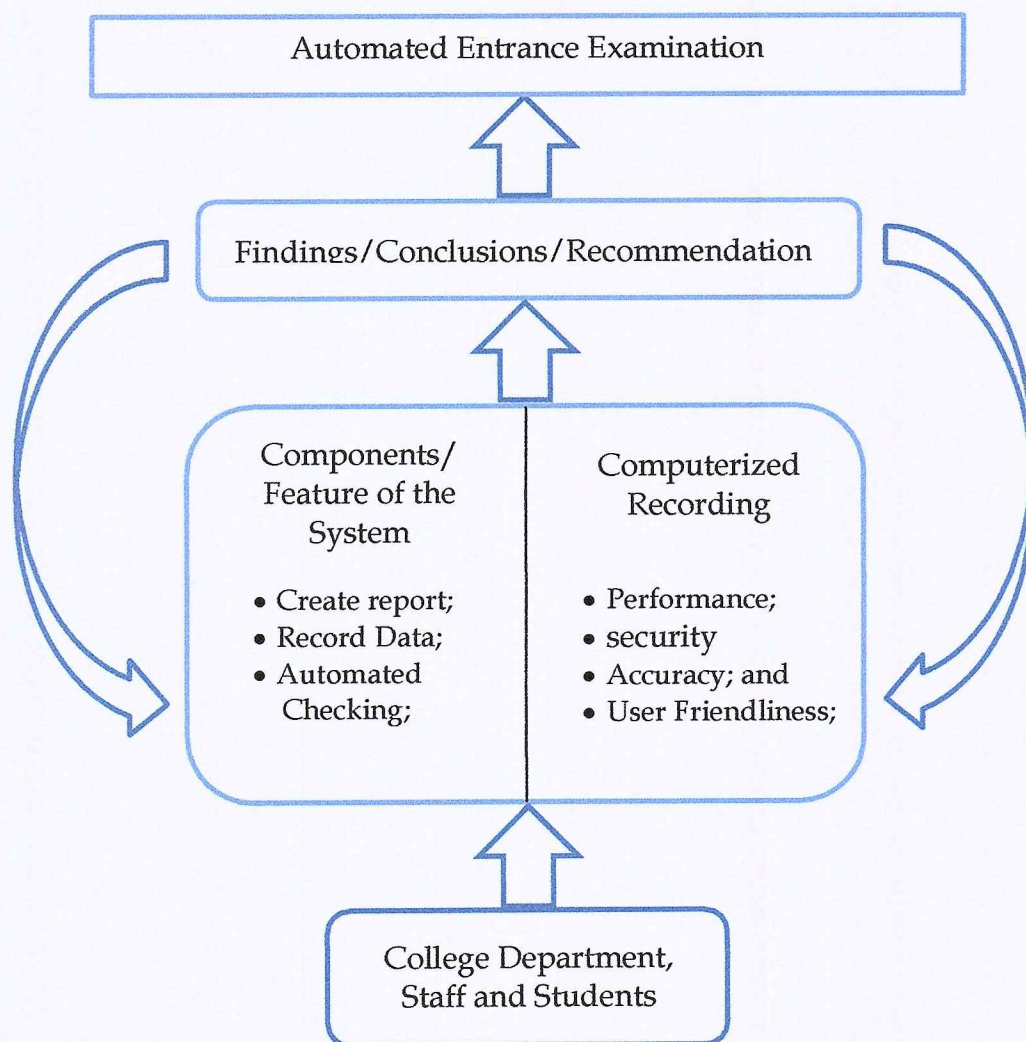 Automated Entrance Examination
Findings/Conclusions/Recommendation
Components/
Feature of the
System
• Create report;
• Record Data;
• Automated
Checking;
Computerized
Recording
• Performance;
• security
• Accuracy; and
• User Friendliness;
College Department,
Staff and Students